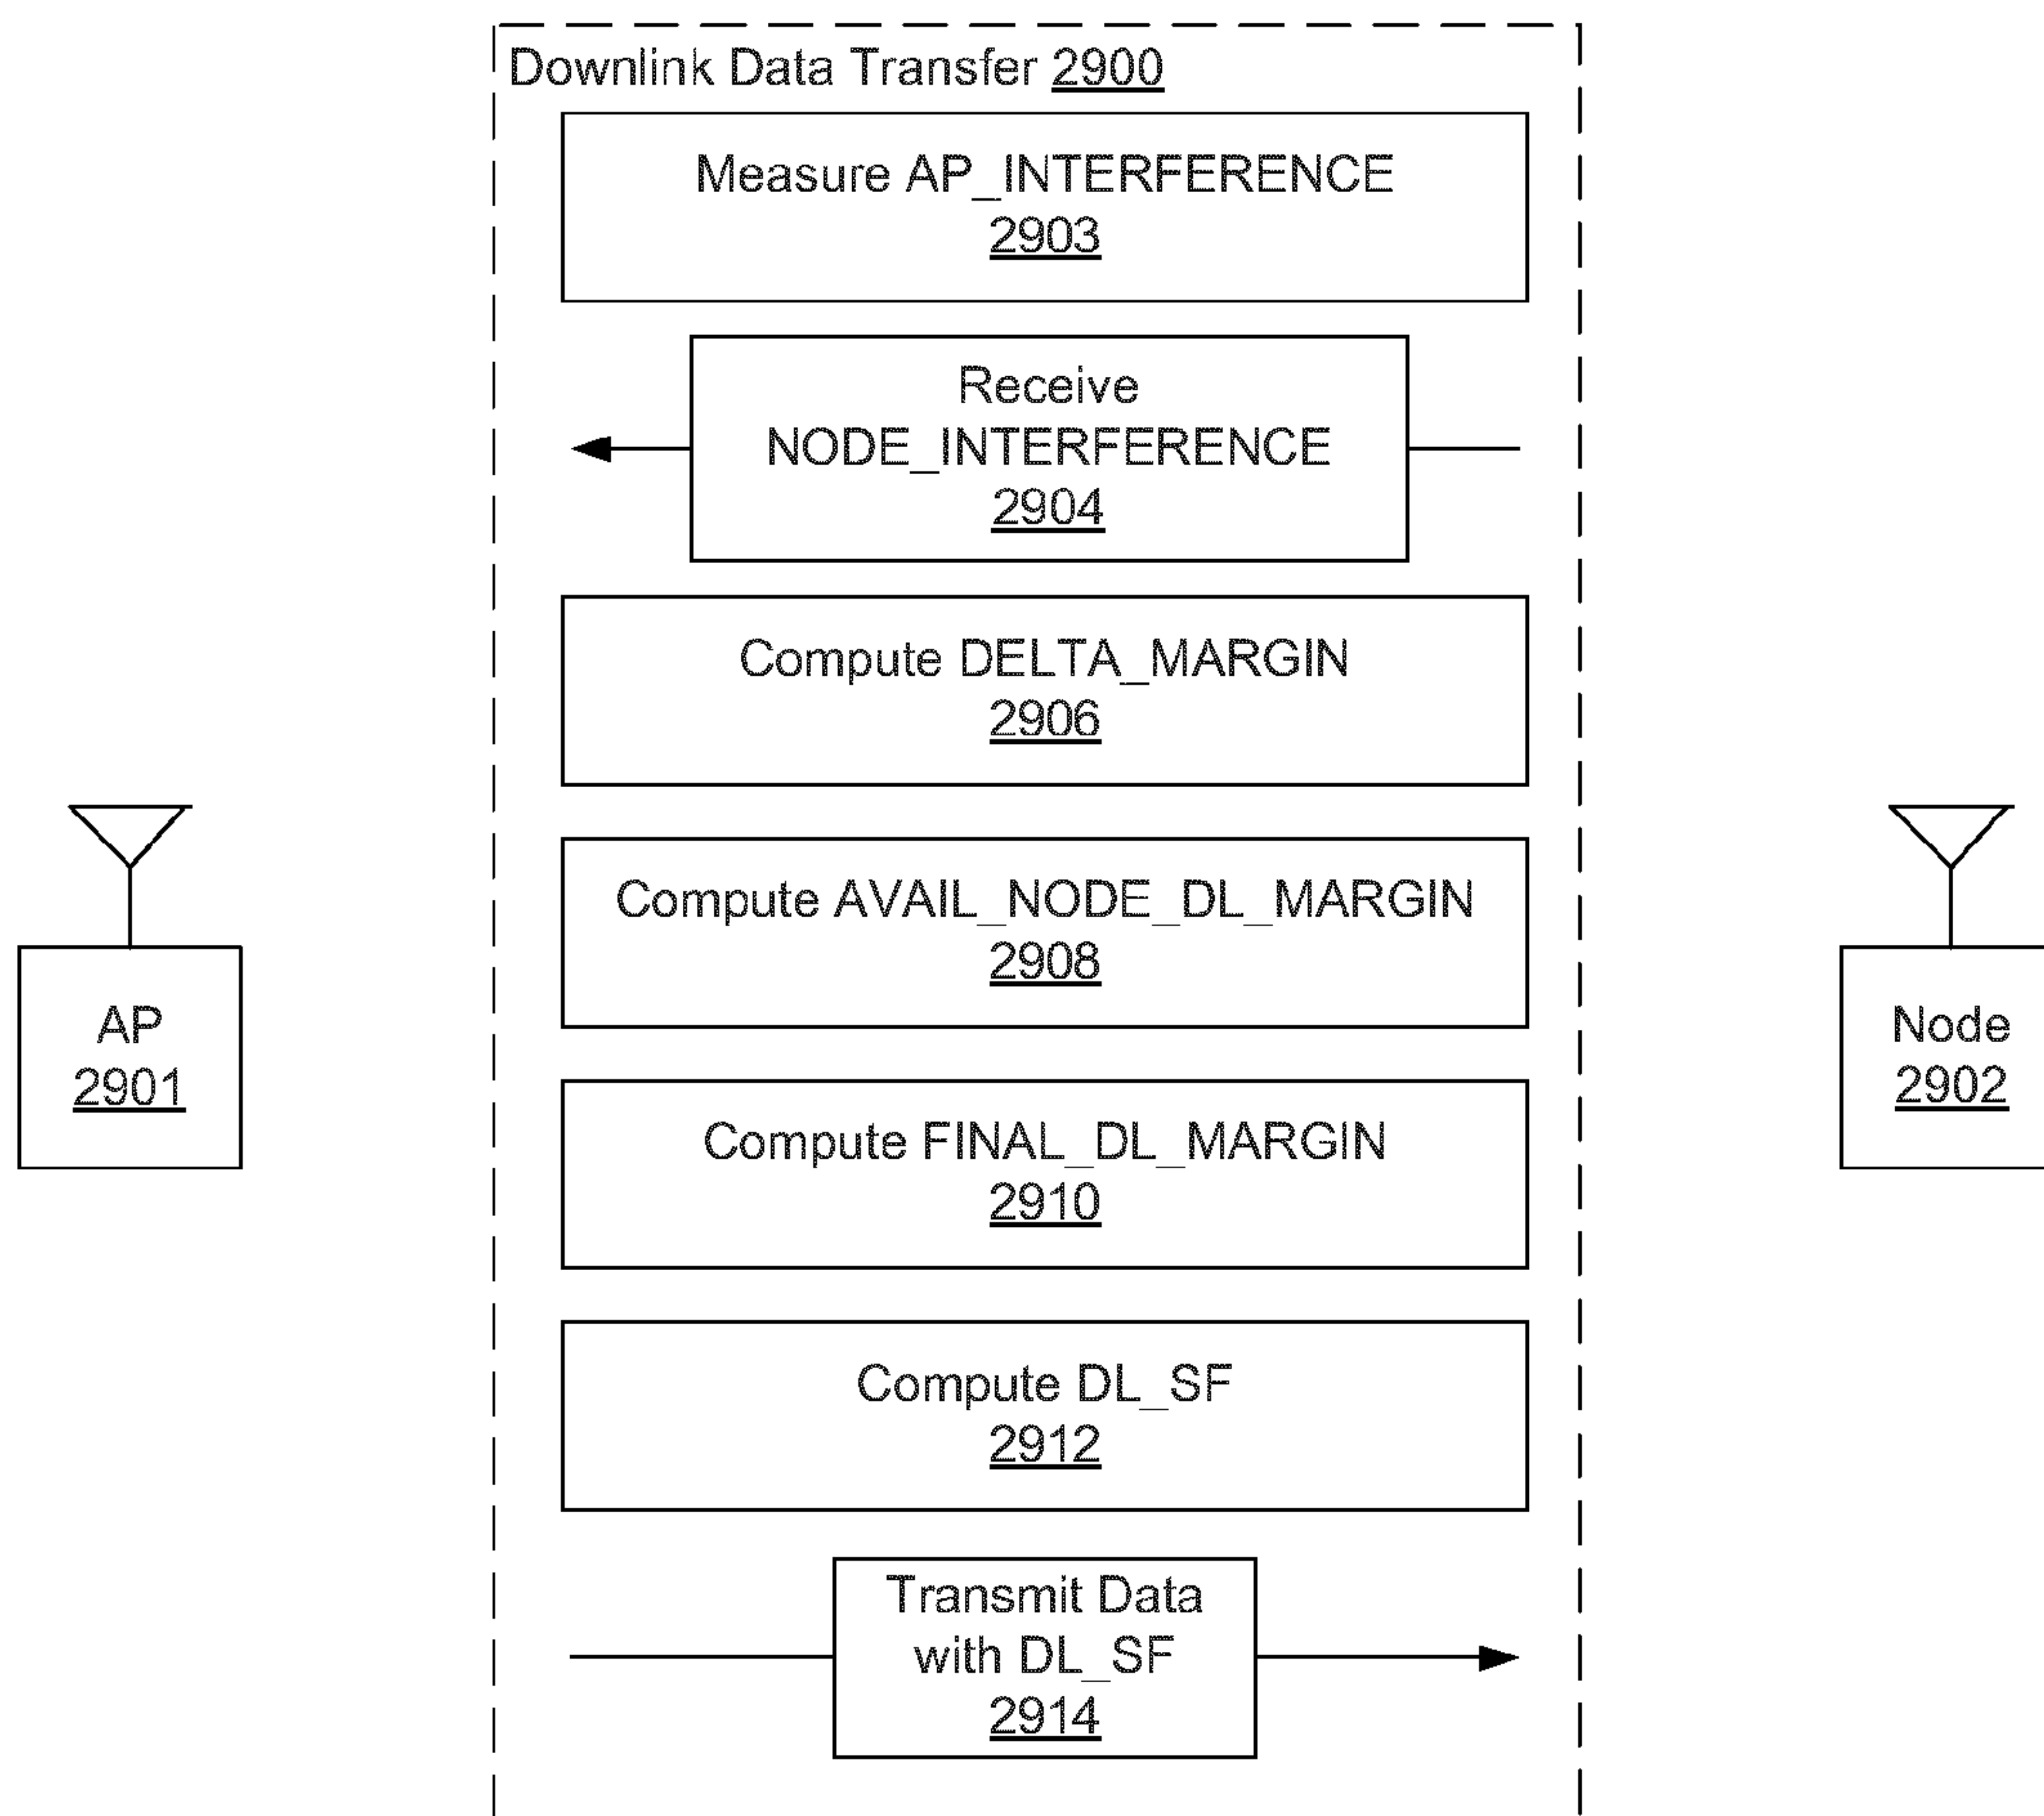 Downlink Data Transfer 2900
Measure AP_INTERFERENCE
2903
Receive
NODE_INTERFERENCE
2904
Compute DELTA_MARGIN
2906
Compute AVAIL_NODE_DL_MARGIN
2908
AP
2901
Node
2902
Compute FINAL_DL_MARGIN
2910
Compute DL_SF
2912
Transmit Data
with DL_SF
2914